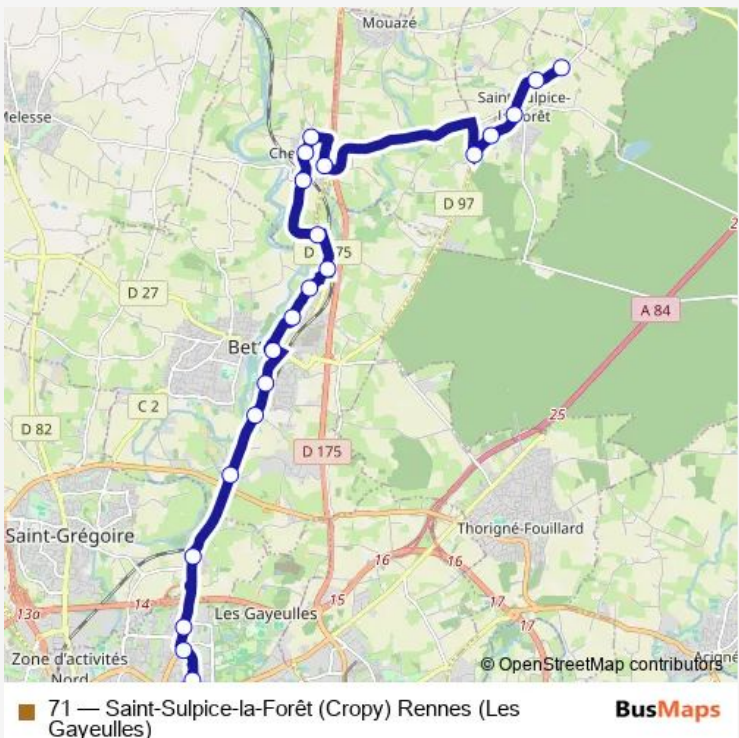 Mouazé
Melesse
Saint-Sulpice-
la-Forêt
Che
D 97
D 175
2
D 27
A 84
Bet
C 2
25
D 82
D 175
Saint-Grégoire
Thorigné-Fouillard
16
16
14
Les Gayeulles
15
13a
17
17
Zone d'activités
Nord
Acigné
© OpenStreetMap contributors
71 — Saint-Sulpice-la-Forêt (Cropy) Rennes (Les
Gayeulles)
BusMaps